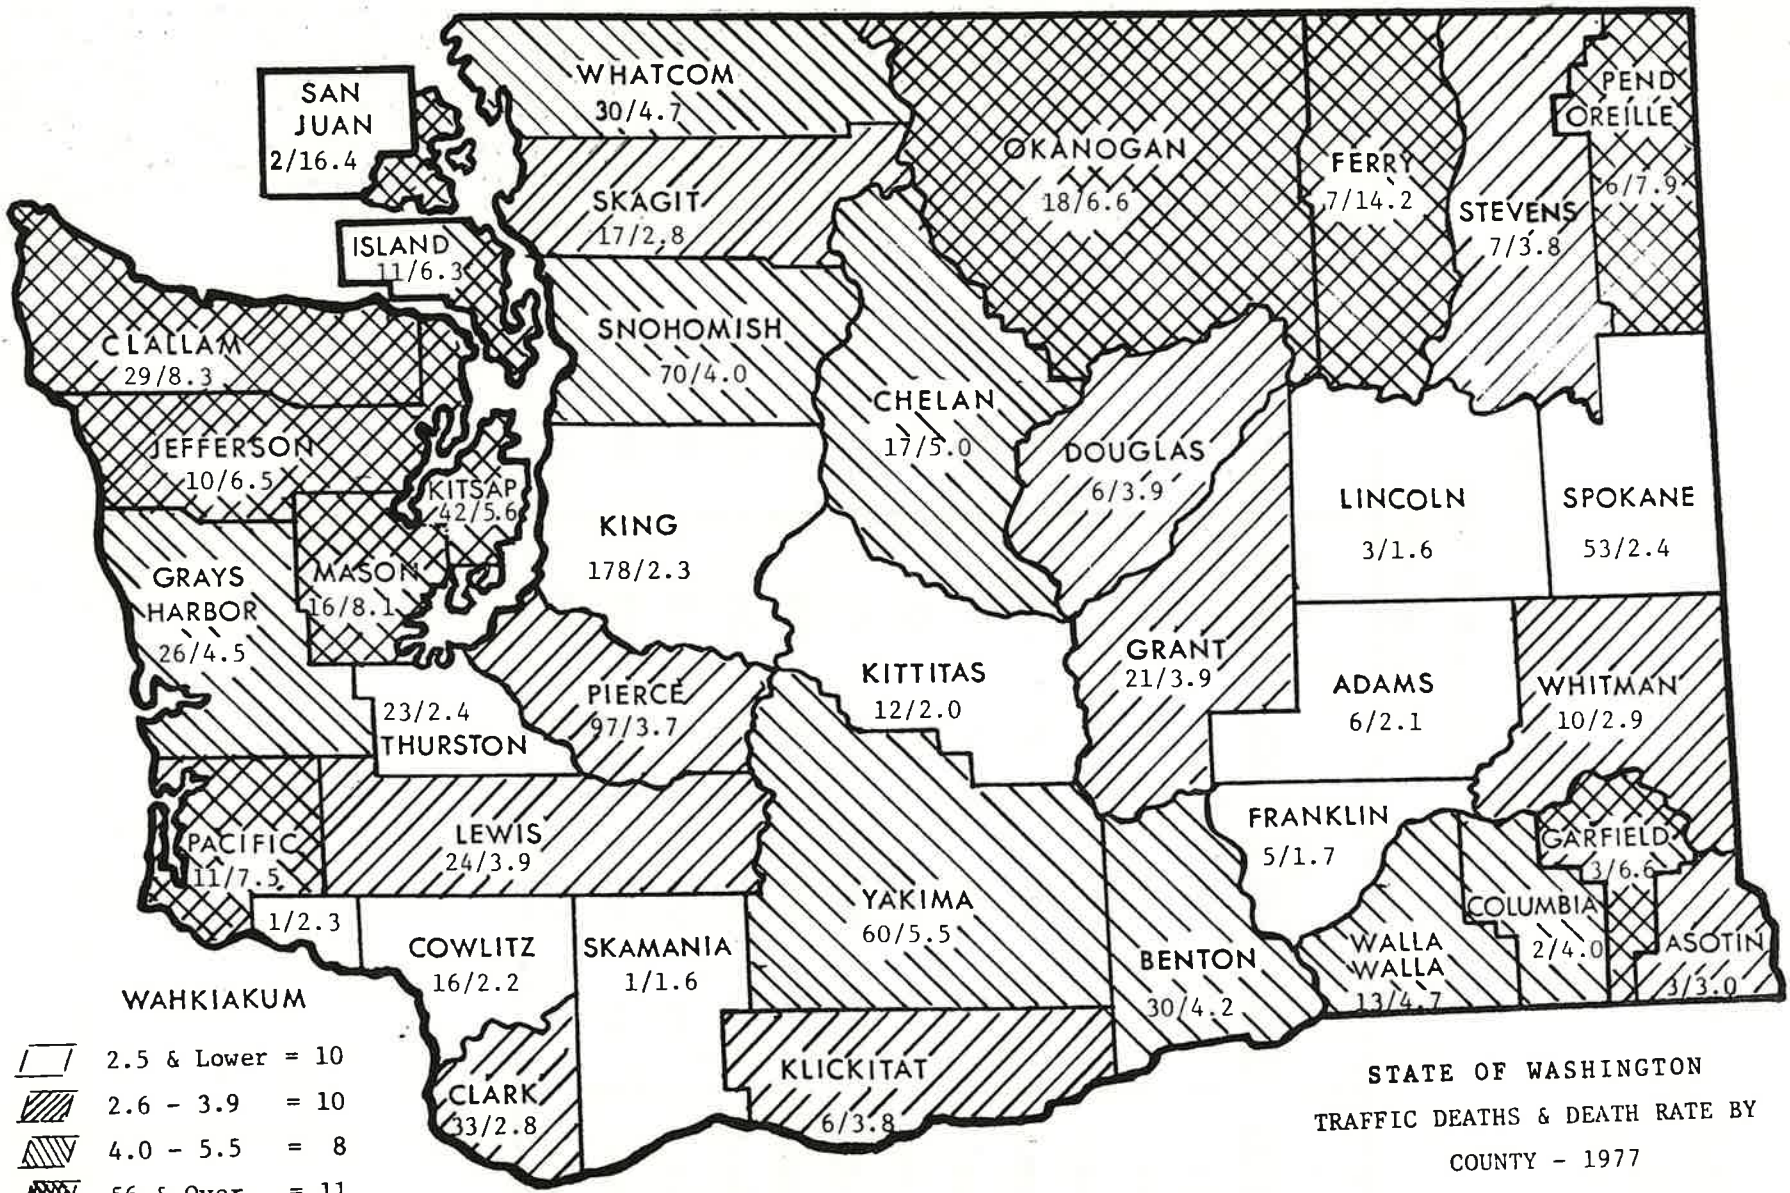 WHATCOM
30/4.7
SAN
JUAN
2/16.4
SKAGIT
17/2.8
ISLAND
11/6.3
OKANOGAN
18/6.6
FERRY
7/14.2
STEVENS
7/3.8
PEND
OREILLE
6/7.9
CLALLAM
29/8.3
SNOHOMISH
70/4.0
CHELAN
17/5.0
DOUGLAS
6/3.9
JEFFERSON
10/6.5
KITSAP
42/5.6
KING
178/2.3
LINCOLN
3/1.6
SPOKANE
53/2.4
GRAYS
HARBOR
26/4.5
MASON
16/8.1
KITTITAS
12/2.0
GRANT
21/3.9
ADAMS
6/2.1
WHITMAN
10/2.9
23/2.4
THURSTON
PIERCE
97/3.7
PACIFIC
11/7.5
LEWIS
24/3.9
YAKIMA
60/5.5
FRANKLIN
5/1.7
GARFIELD
3/6.6
COLUMBIA
2/4.0
ASOTIN
3/3.0
WALLA
WALLA
13/4.7
BENTON
30/4.2
1/2.3
COWLITZ
16/2.2
SKAMANIA
1/1.6
WAHKIAKUM
CLARK
33/2.8
KLICKITAT
6/3.8
2.5 & Lower = 10
2.6 - 3.9 = 10
4.0 - 5.5 = 8
56 & Over = 11
STATE OF WASHINGTON
TRAFFIC DEATHS & DEATH RATE BY
COUNTY - 1977